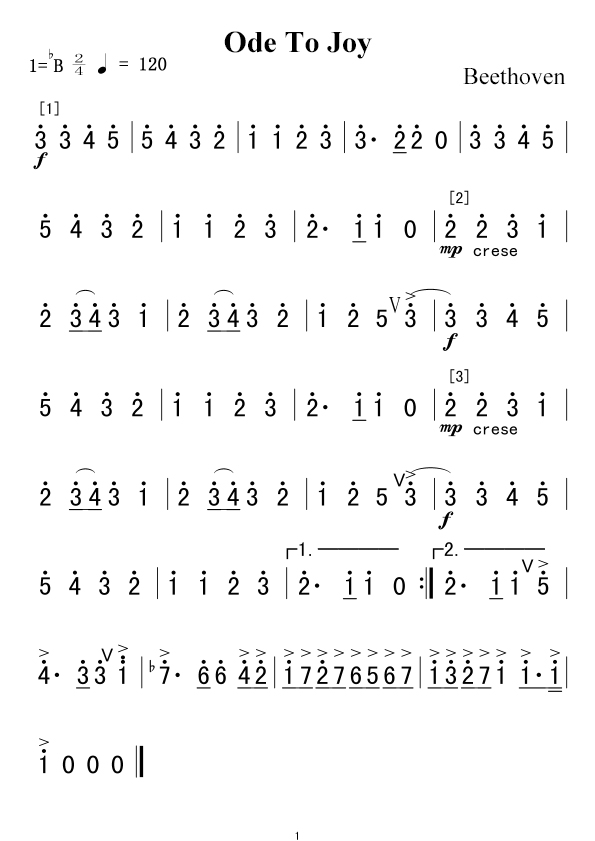 Ode To Joy
1=♭B 2/4 ♩ = 120
Beethoven
[1]
3̇ 3̇ 4̇ 5̇ | 5̇ 4̇ 3̇ 2̇ | 1̇ 1̇ 2̇ 3̇ | 3̇· 2̇ 2̇ 0 | 3̇ 3̇ 4̇ 5̇ |
f
[2]
5̇ 4̇ 3̇ 2̇ | 1̇ 1̇ 2̇ 3̇ | 2̇· 1̇ 1̇ 0 | 2̇ 2̇ 3̇ 1̇ |
mp crese
V >
2̇ 3̇ 4̇ 3̇ 1̇ | 2̇ 3̇ 4̇ 3̇ 2̇ | 1̇ 2̇ 5 3̇ | 3̇ 3̇ 4̇ 5̇ |
f
[3]
5̇ 4̇ 3̇ 2̇ | 1̇ 1̇ 2̇ 3̇ | 2̇· 1̇ 1̇ 0 | 2̇ 2̇ 3̇ 1̇ |
mp crese
V >
2̇ 3̇ 4̇ 3̇ 1̇ | 2̇ 3̇ 4̇ 3̇ 2̇ | 1̇ 2̇ 5 3̇ | 3̇ 3̇ 4̇ 5̇ |
f
1. 2.
V >
5̇ 4̇ 3̇ 2̇ | 1̇ 1̇ 2̇ 3̇ | 2̇· 1̇ 1̇ 0 :‖ 2̇· 1̇ 1̇ 5̇ |
> V > > > > > > > > > > > > > > > > > > >
4̇· 3̇ 3̇ 1̇ | ♭7̇· 6̇ 6̇ 4̇ 2̇ | 1̇ 7 2̇ 7 6 5 6 7 | 1̇ 3̇ 2̇ 7 1̇ 1̇· 1̇ |
>
1̇ 0 0 0 ‖
1